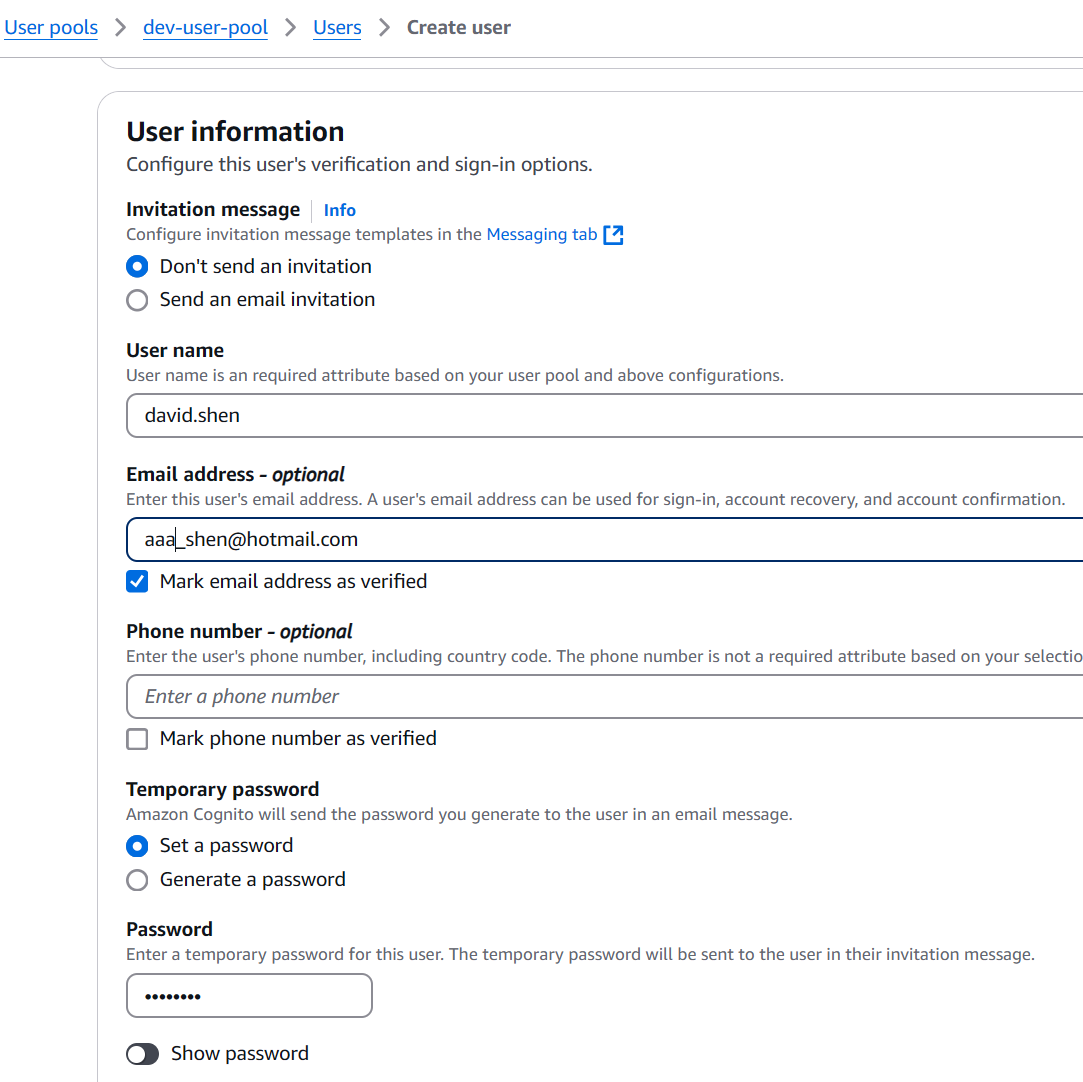 User pools > dev-user-pool > Users > Create user
User information
Configure this user's verification and sign-in options.
Invitation message | Info
Configure invitation message templates in the Messaging tab
Don't send an invitation
Send an email invitation
User name
User name is an required attribute based on your user pool and above configurations.
david.shen
Email address - optional
Enter this user's email address. A user's email address can be used for sign-in, account recovery, and account confirmation.
aaa_shen@hotmail.com
Mark email address as verified
Phone number - optional
Enter the user's phone number, including country code. The phone number is not a required attribute based on your selectio
Enter a phone number
Mark phone number as verified
Temporary password
Amazon Cognito will send the password you generate to the user in an email message.
Set a password
Generate a password
Password
Enter a temporary password for this user. The temporary password will be sent to the user in their invitation message.
••••••••
Show password